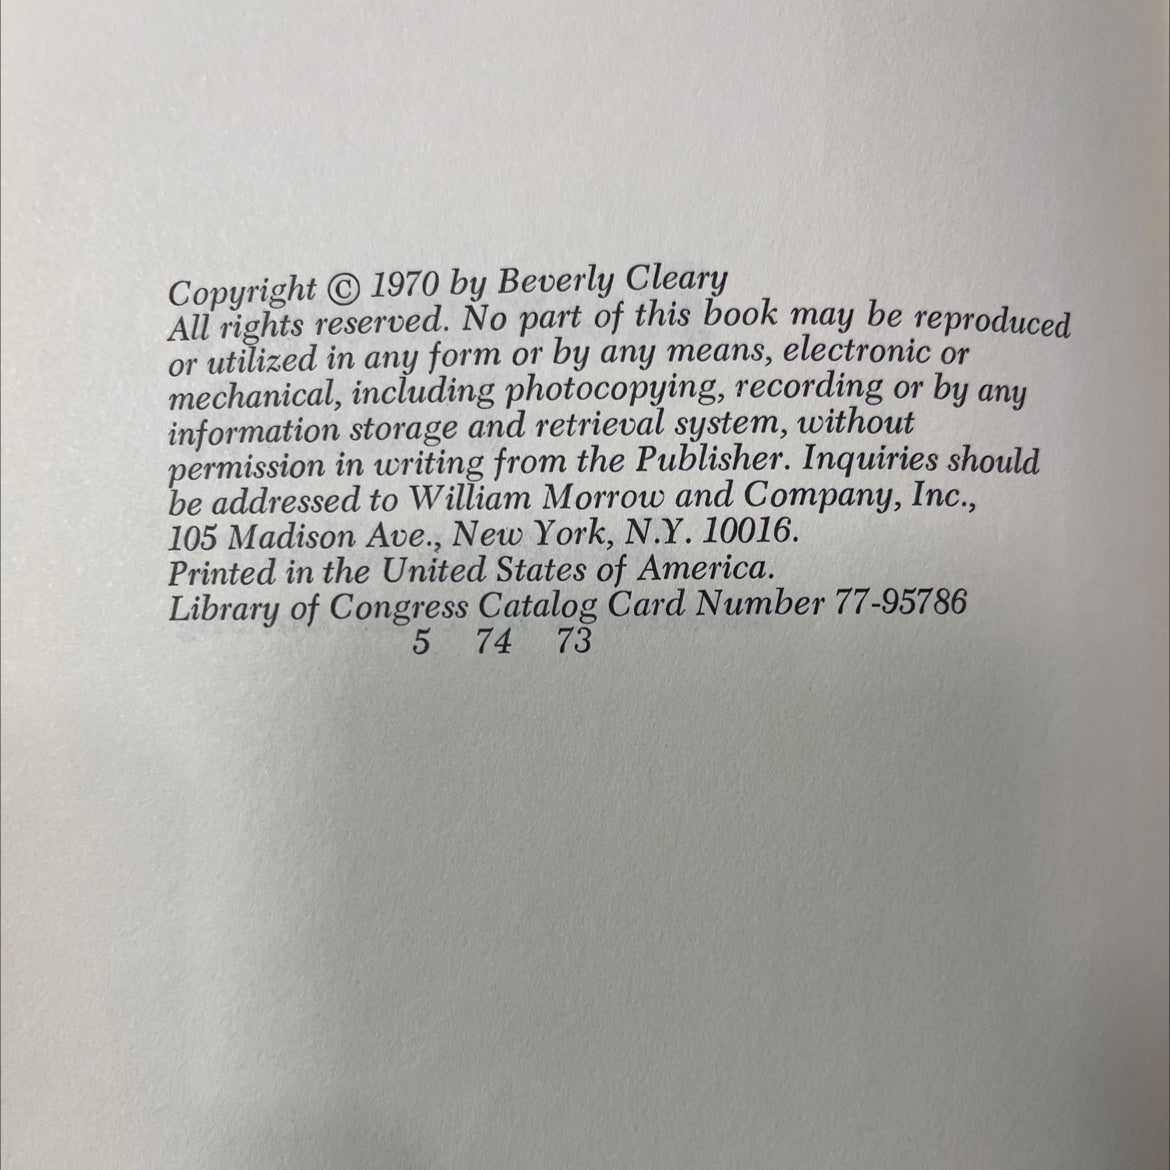 Copyright © 1970 by Beverly Cleary
All rights reserved. No part of this book may be reproduced
or utilized in any form or by any means, electronic or
mechanical, including photocopying, recording or by any
information storage and retrieval system, without
permission in writing from the Publisher. Inquiries should
be addressed to William Morrow and Company, Inc.,
105 Madison Ave., New York, N.Y. 10016.
Printed in the United States of America.
Library of Congress Catalog Card Number 77-95786
5 74 73